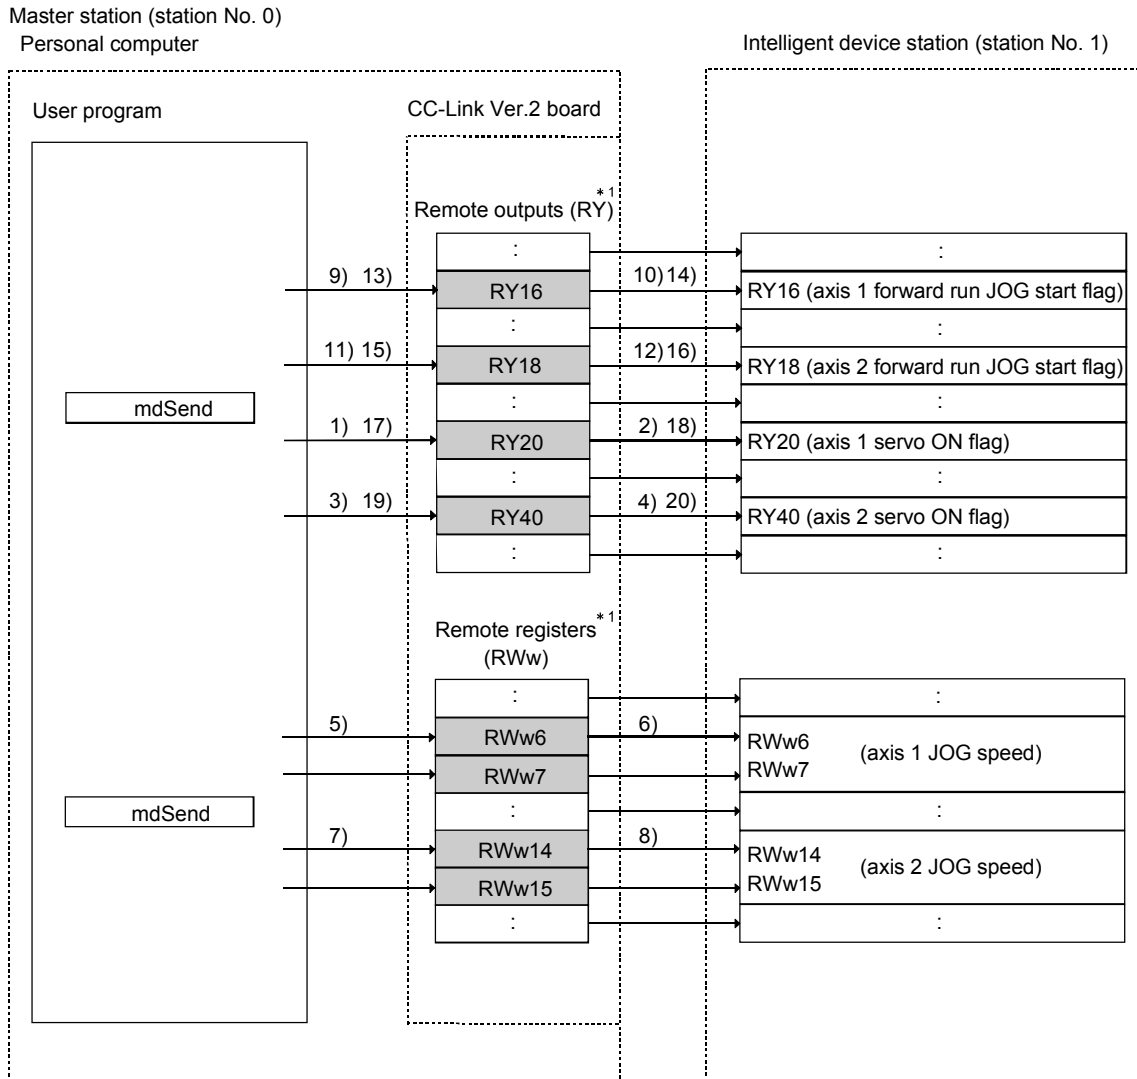 Master station (station No. 0)
Personal computer
Intelligent device station (station No. 1)
User program
CC-Link Ver.2 board
Remote outputs (RY)*1
:
:
9) 13)
RY16
10) 14)
RY16 (axis 1 forward run JOG start flag)
:
:
11) 15)
RY18
12) 16)
RY18 (axis 2 forward run JOG start flag)
mdSend
:
:
1) 17)
RY20
2) 18)
RY20 (axis 1 servo ON flag)
:
:
3) 19)
RY40
4) 20)
RY40 (axis 2 servo ON flag)
:
:
Remote registers*1
(RWw)
:
:
5)
RWw6
6)
RWw6
RWw7
(axis 1 JOG speed)
RWw7
mdSend
:
:
7)
RWw14
8)
RWw14
RWw15
(axis 2 JOG speed)
RWw15
:
: